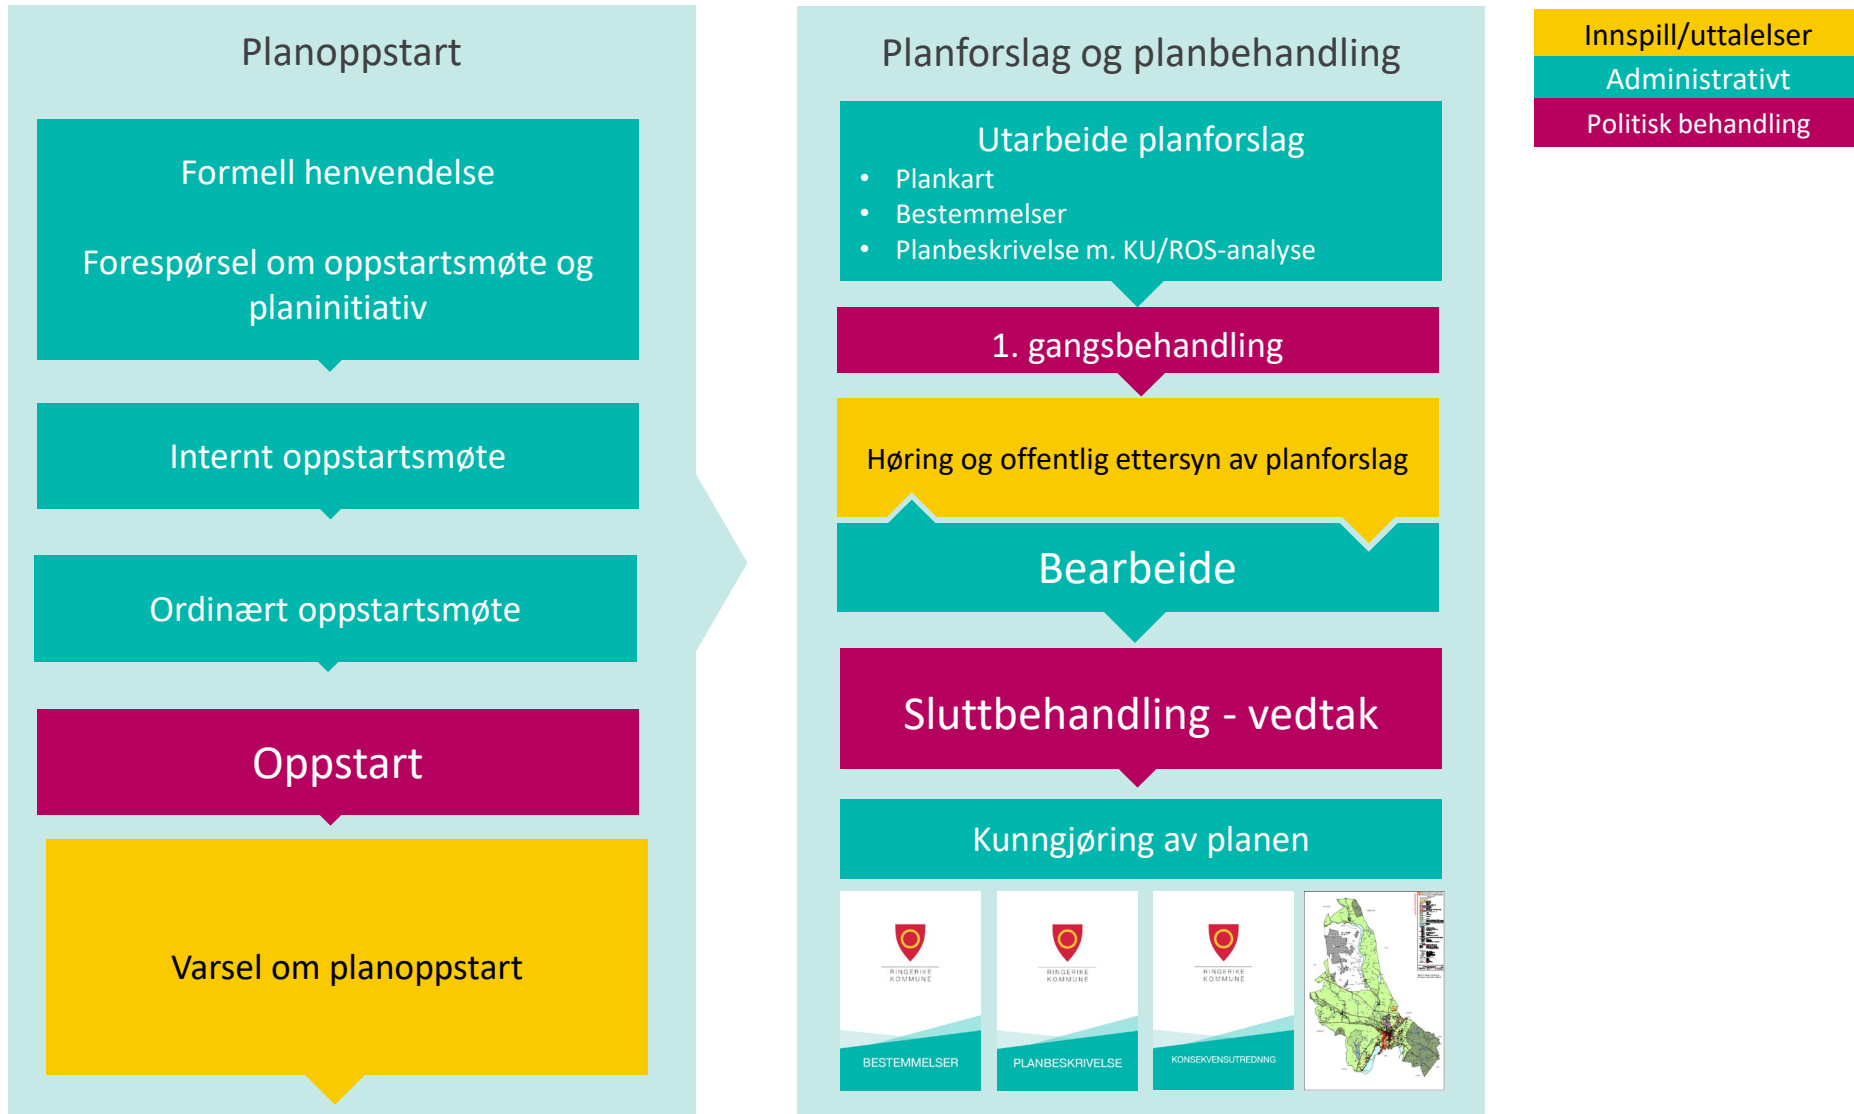 Planoppstart
Formell henvendelse
Forespørsel om oppstartsmøte og
planinitiativ
Internt oppstartsmøte
Ordinært oppstartsmøte
Oppstart
Varsel om planoppstart
Planforslag og planbehandling
Utarbeide planforslag
• Plankart
• Bestemmelser
• Planbeskrivelse m. KU/ROS-analyse
1. gangsbehandling
Høring og offentlig ettersyn av planforslag
Bearbeide
Sluttbehandling - vedtak
Kunngjøring av planen
RINGERIKE
KOMMUNE
BESTEMMELSER
RINGERIKE
KOMMUNE
PLANBESKRIVELSE
RINGERIKE
KOMMUNE
KONSEKVENSUTREDNNG
Innspill/uttalelser
Administrativt
Politisk behandling